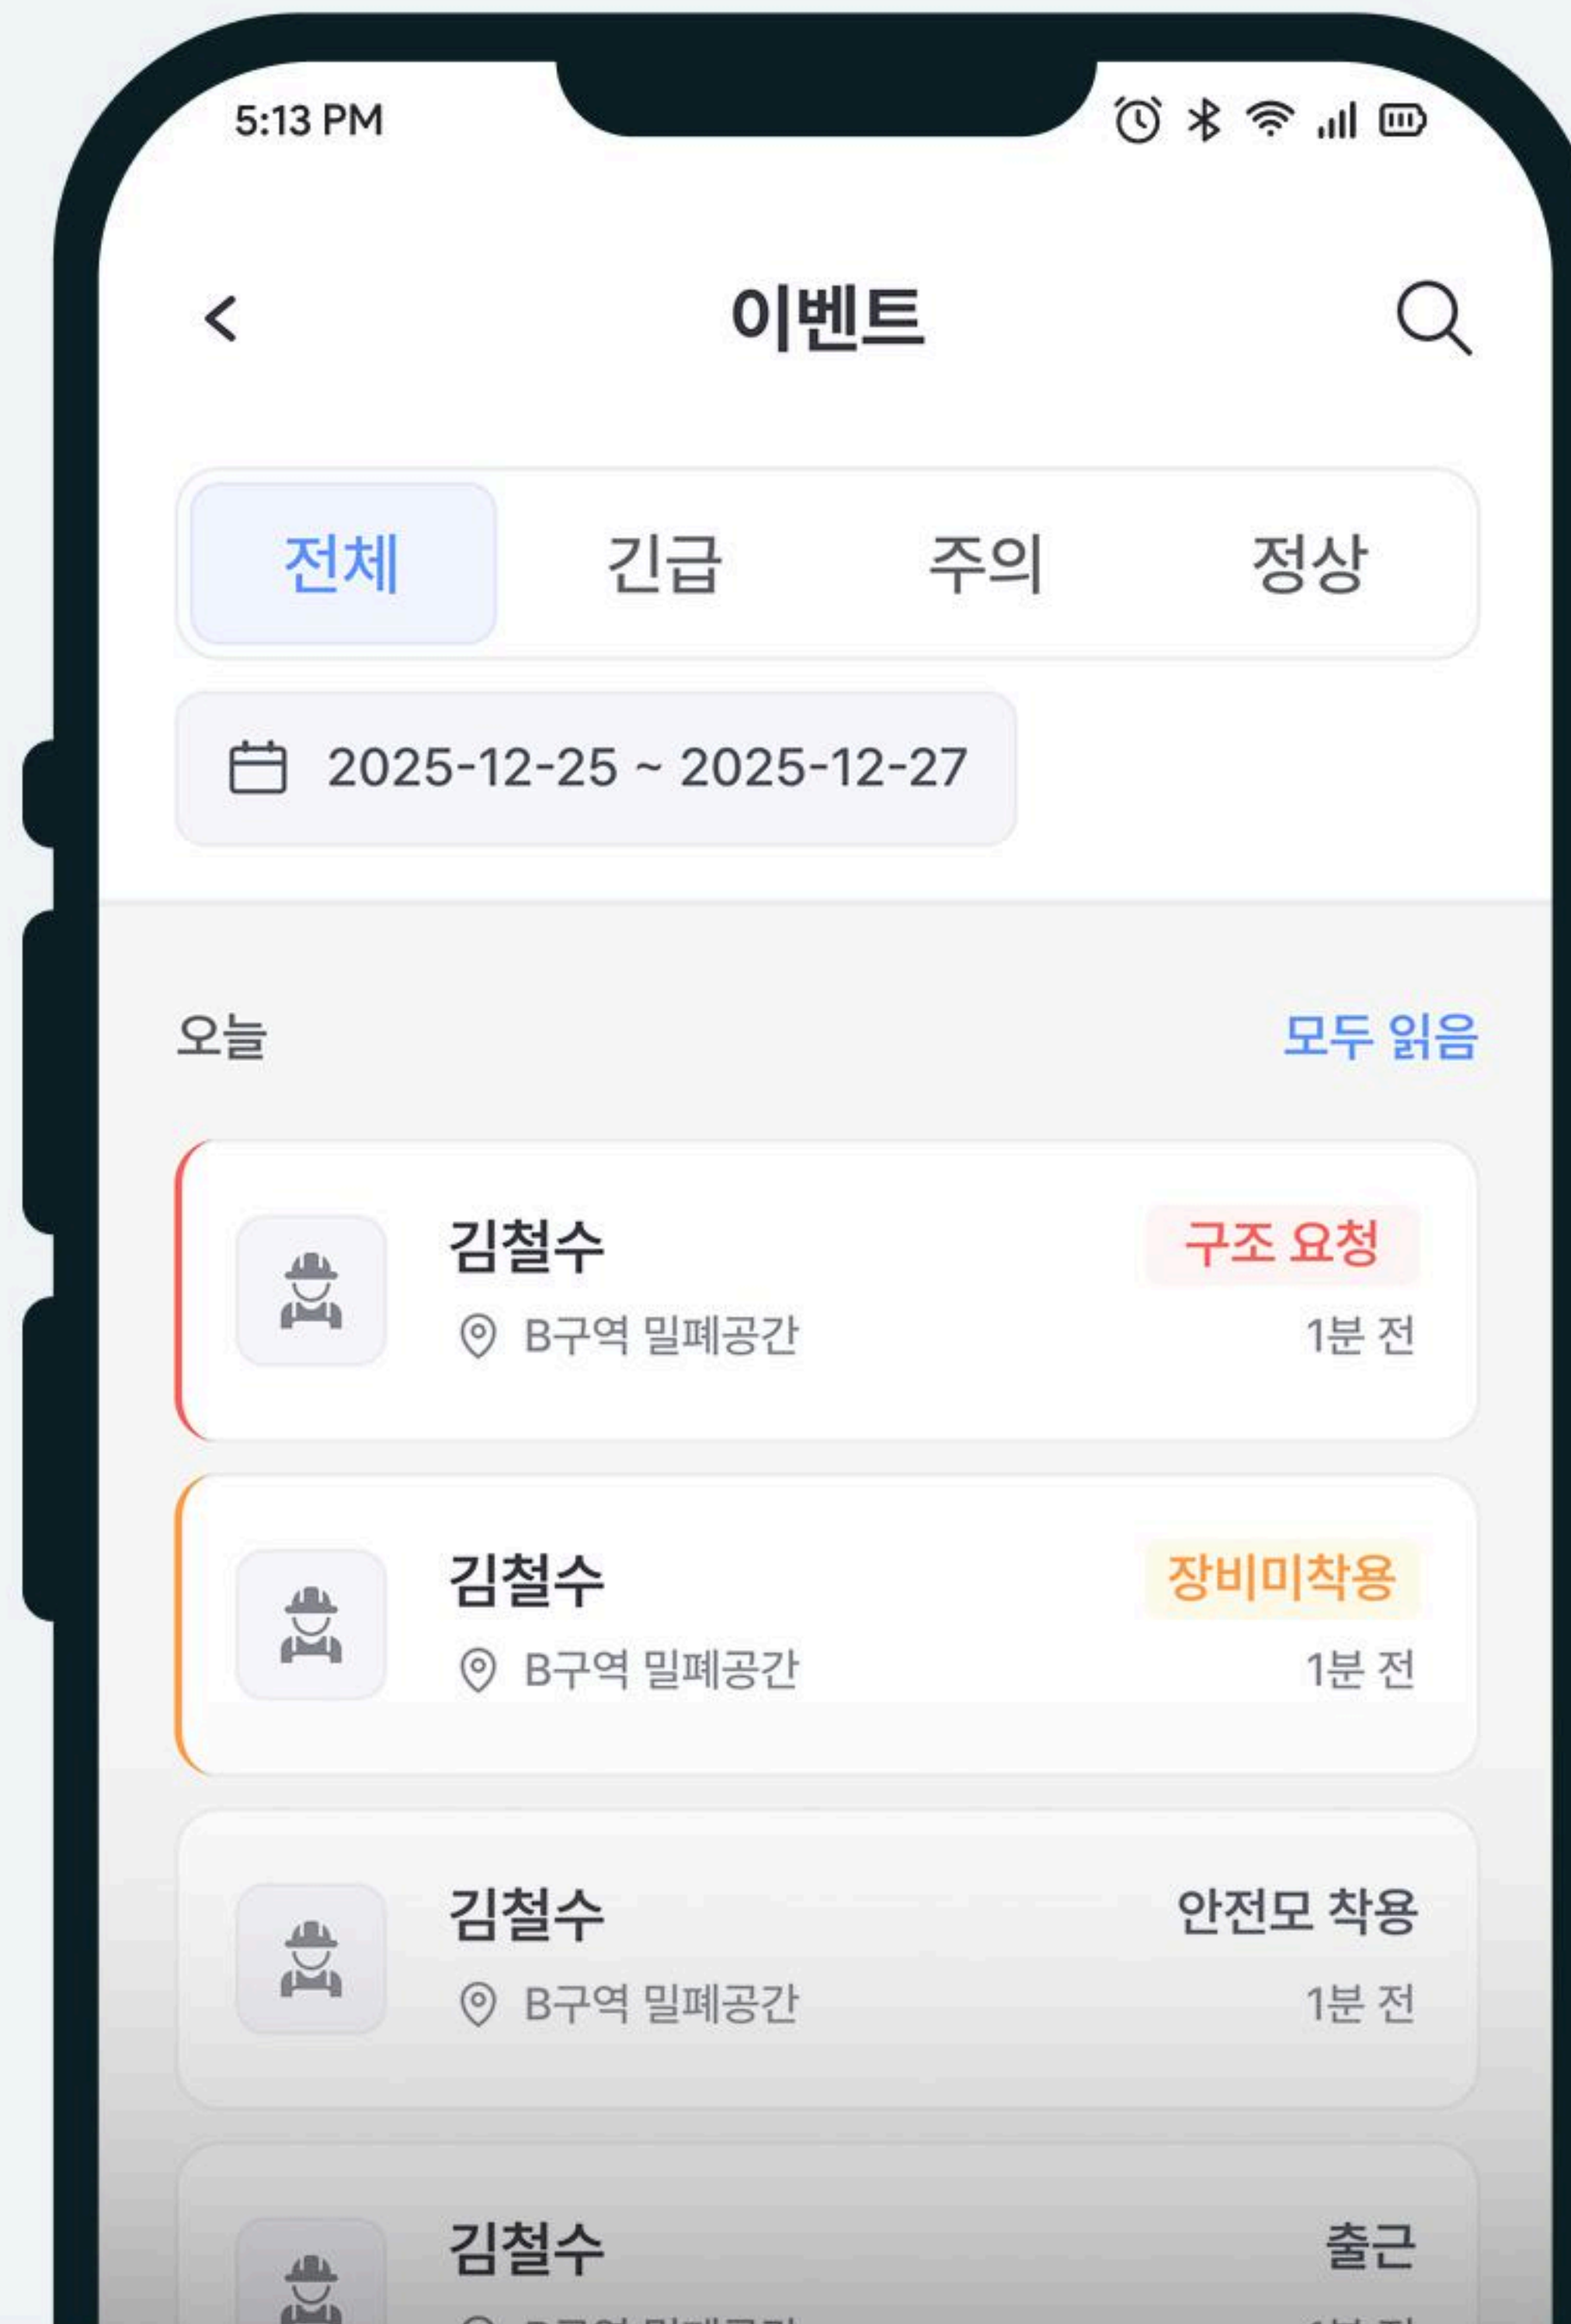 5:13 PM
이벤트
전체 긴급 주의 정상
2025-12-25 ~ 2025-12-27
오늘 모두 읽음
김철수 구조 요청
B구역 밀폐공간 1분 전
김철수 장비미착용
B구역 밀폐공간 1분 전
김철수 안전모 착용
B구역 밀폐공간 1분 전
김철수 출근